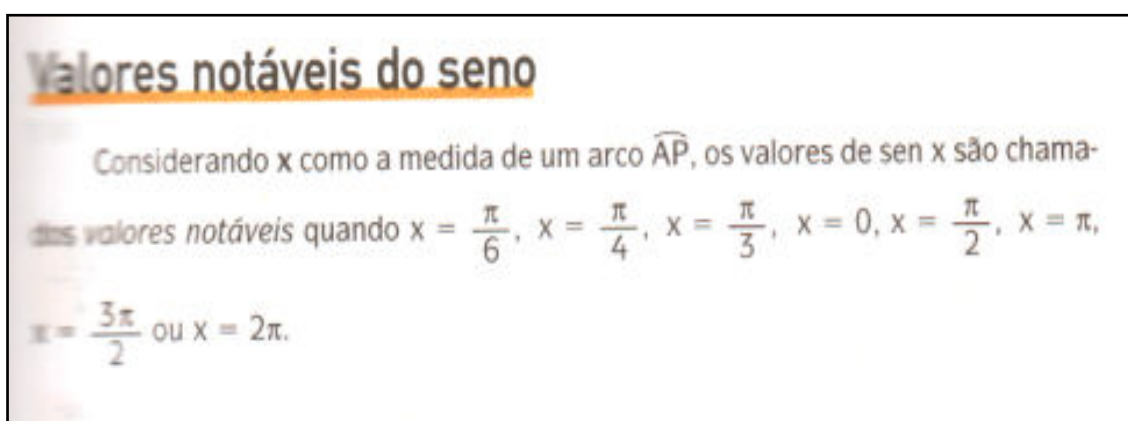 Valores notáveis do seno
Considerando x como a medida de um arco A͡P, os valores de sen x são chama-
dos valores notáveis quando x = π/6, x = π/4, x = π/3, x = 0, x = π/2, x = π,
x = 3π/2 ou x = 2π.